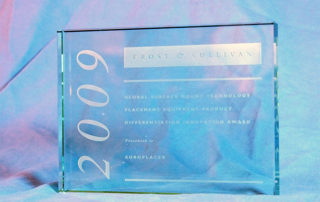 2009
FROST & SULLIVAN
GLOBAL SURFACE MOUNT TECHNOLOGY
PLACEMENT EQUIPMENT PRODUCT
DIFFERENTIATION INNOVATION AWARD
Presented to
EUROPLACER